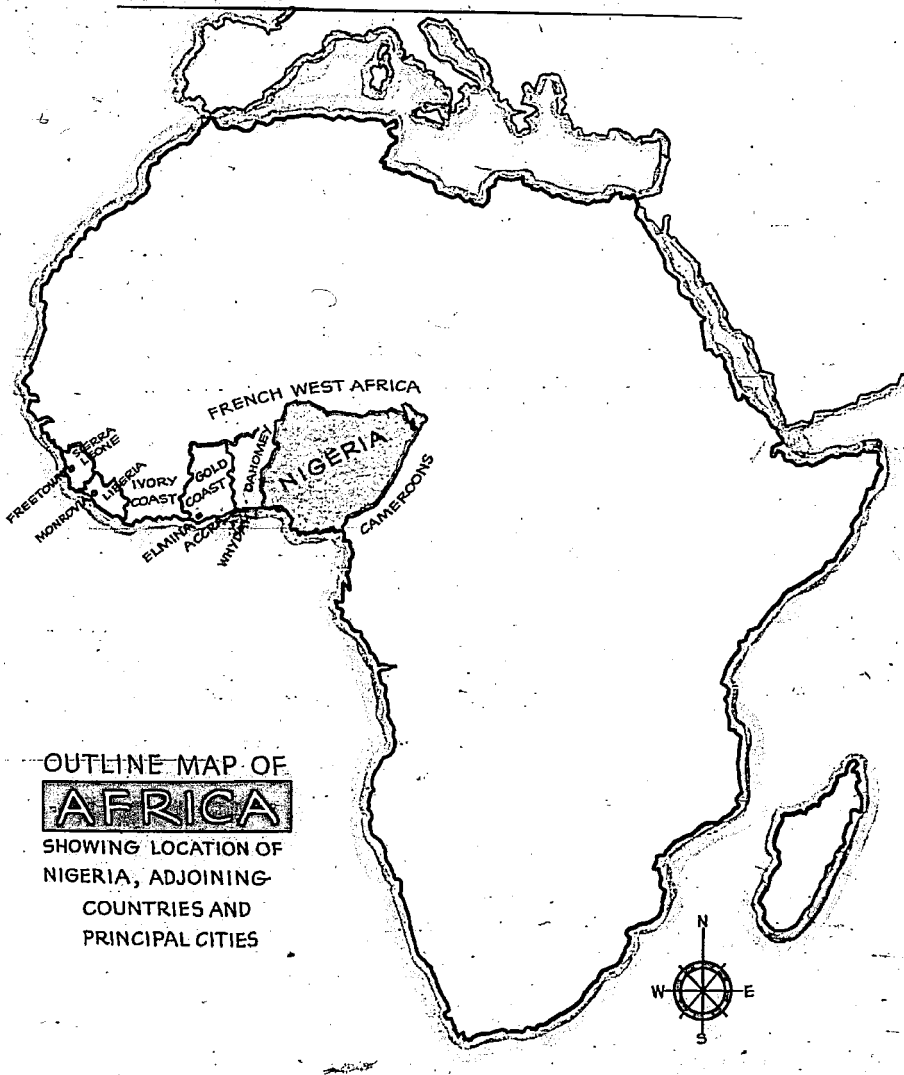 FRENCH WEST AFRICA
SIERRA
LEONE
FREETOWN
LIBERIA
MONROVIA
IVORY
COAST
GOLD
COAST
ELMINA
ACCRA
DAHOMEY
WHYDAH
NIGERIA
CAMEROONS
OUTLINE MAP OF
AFRICA
SHOWING LOCATION OF
NIGERIA, ADJOINING
COUNTRIES AND
PRINCIPAL CITIES
N
W E
S